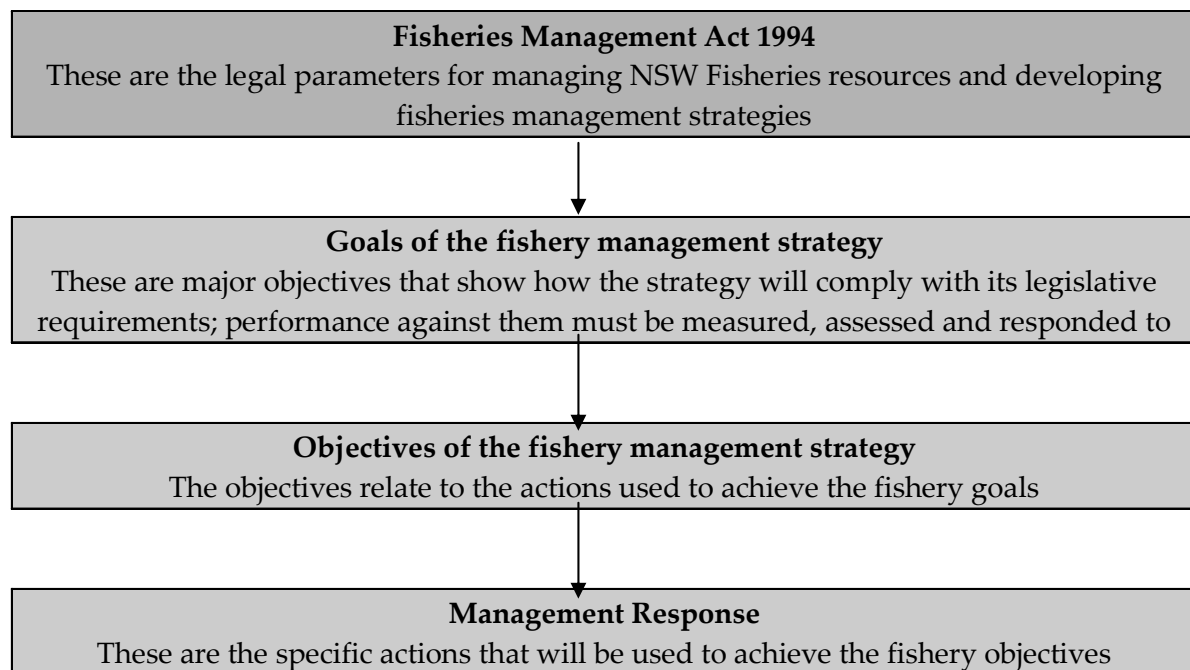 Fisheries Management Act 1994
These are the legal parameters for managing NSW Fisheries resources and developing
fisheries management strategies
Goals of the fishery management strategy
These are major objectives that show how the strategy will comply with its legislative
requirements; performance against them must be measured, assessed and responded to
Objectives of the fishery management strategy
The objectives relate to the actions used to achieve the fishery goals
Management Response
These are the specific actions that will be used to achieve the fishery objectives